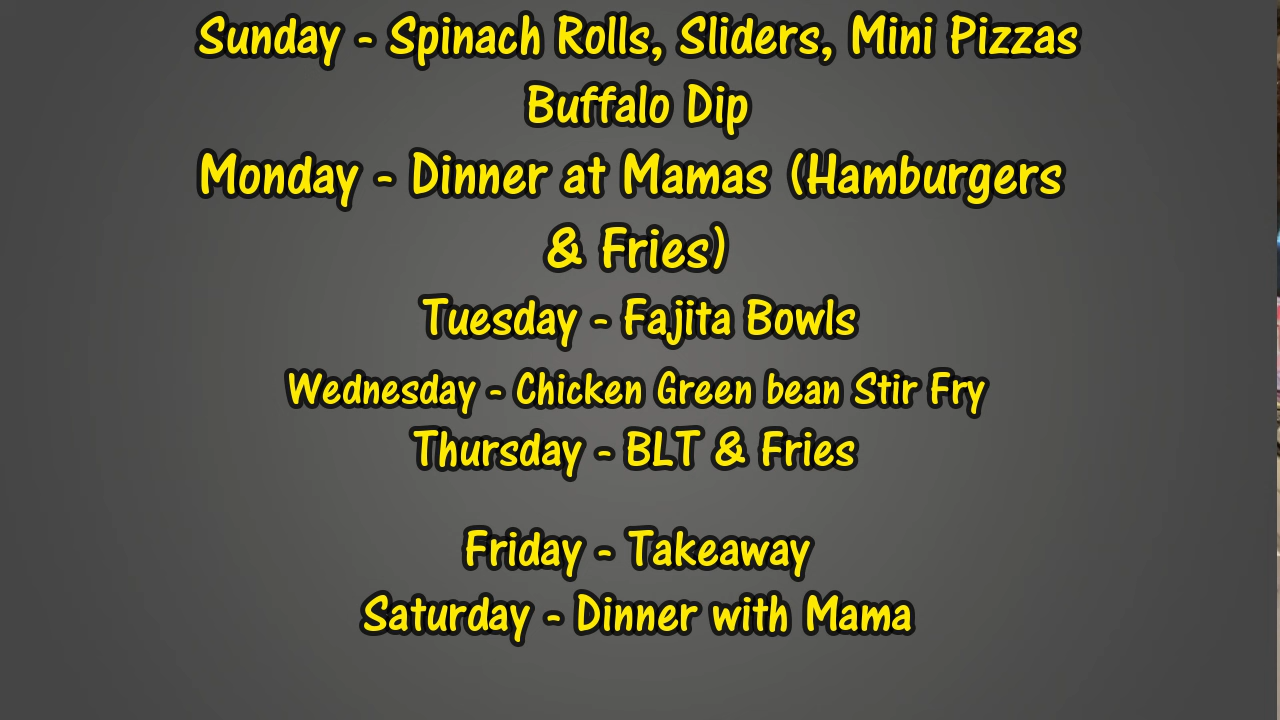 Sunday - Spinach Rolls, Sliders, Mini Pizzas
Buffalo Dip
Monday - Dinner at Mamas (Hamburgers
& Fries)
Tuesday - Fajita Bowls
Wednesday - Chicken Green bean Stir Fry
Thursday - BLT & Fries
Friday - Takeaway
Saturday - Dinner with Mama